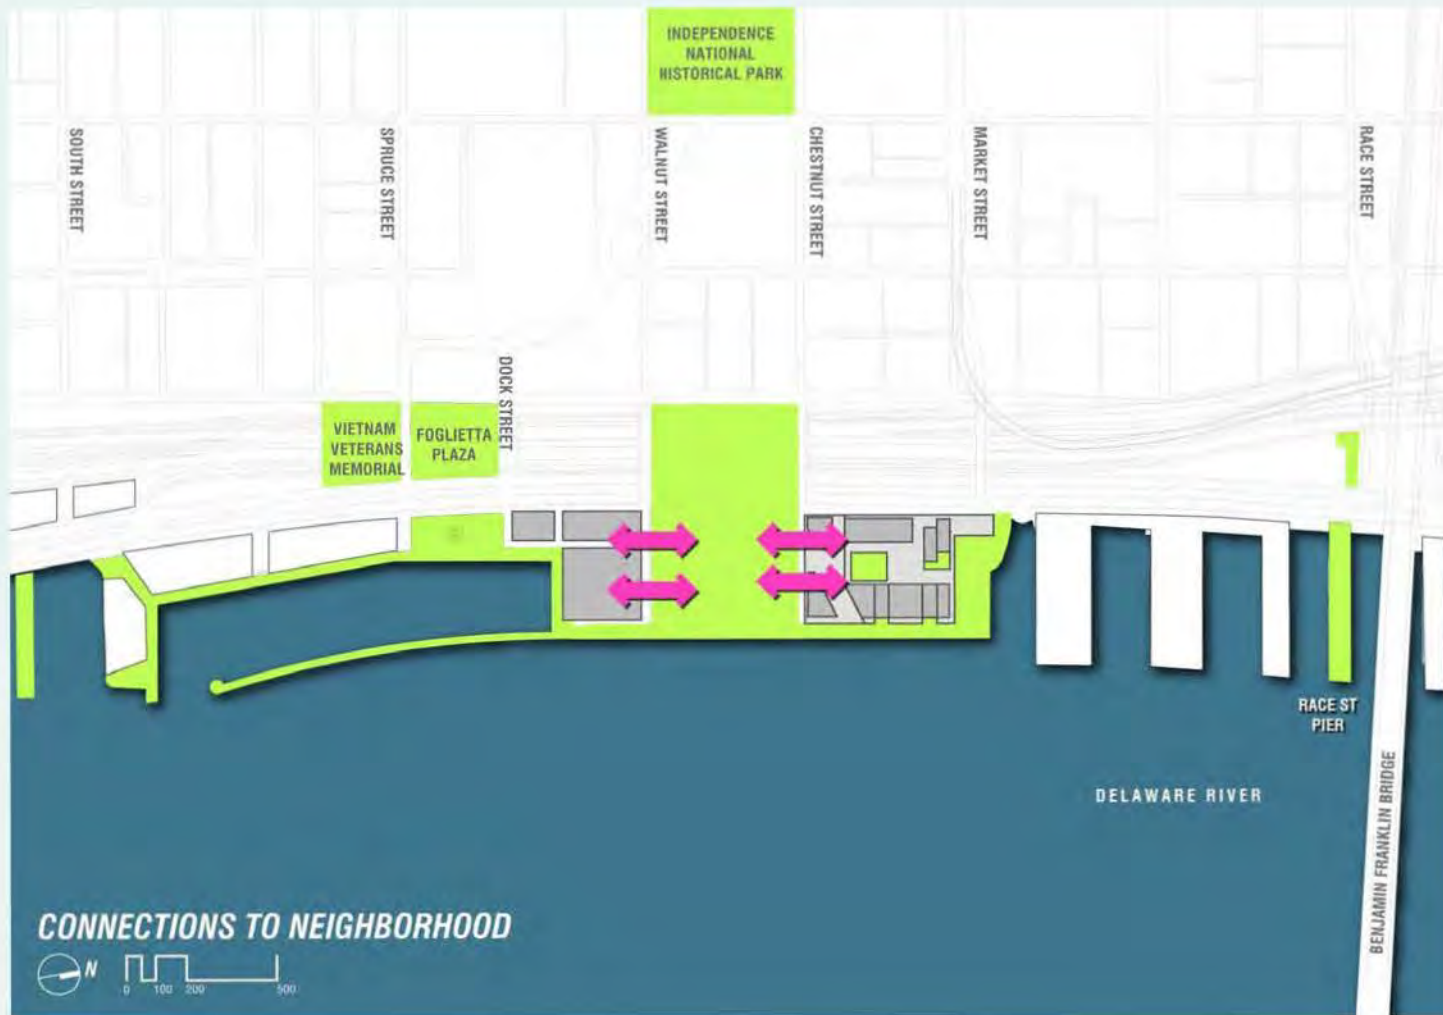 INDEPENDENCE
NATIONAL
HISTORICAL PARK
SOUTH STREET
SPRUCE STREET
WALNUT STREET
CHESTNUT STREET
MARKET STREET
RACE STREET
DOCK STREET
VIETNAM
VETERANS
MEMORIAL
FOGLIETTA
PLAZA
RACE ST
PIER
DELAWARE RIVER
BENJAMIN FRANKLIN BRIDGE
CONNECTIONS TO NEIGHBORHOOD
N
0 100 200 500